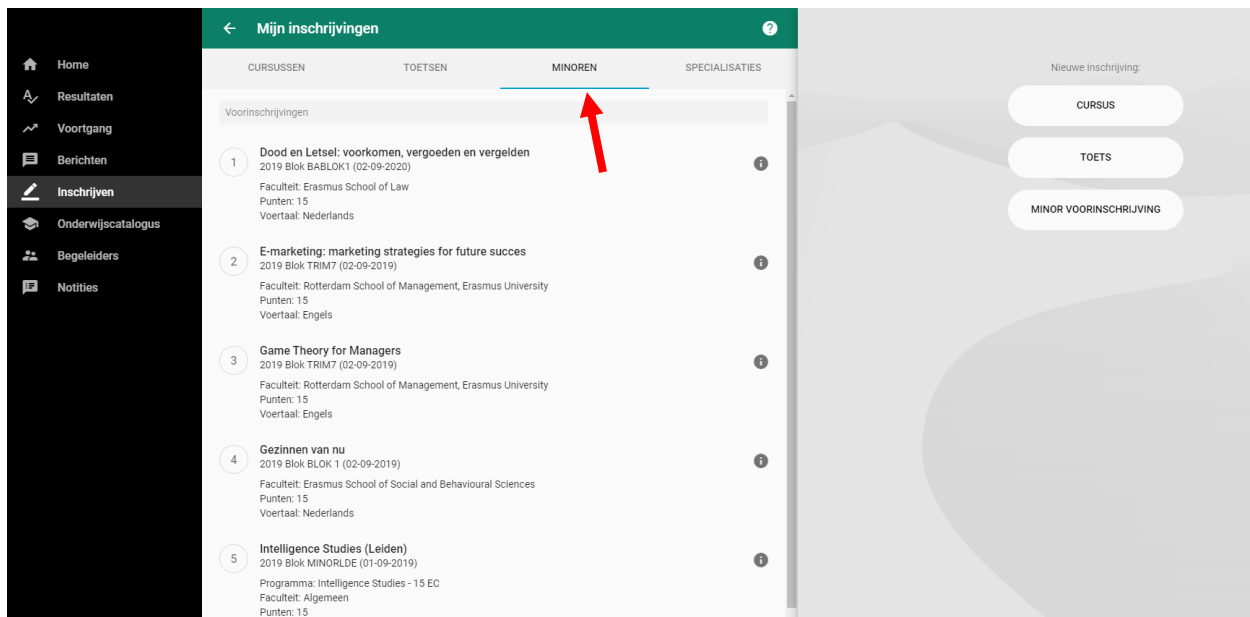 Home
Resultaten
Voortgang
Berichten
Inschrijven
Onderwijscatalogus
Begeleiders
Notities
Mijn inschrijvingen
?
CURSUSSEN TOETSEN MINOREN SPECIALISATIES
Voorinschrijvingen
1
Dood en Letsel: voorkomen, vergoeden en vergelden
2019 Blok BABLOK1 (02-09-2020)
Faculteit: Erasmus School of Law
Punten: 15
Voertaal: Nederlands
2
E-marketing: marketing strategies for future succes
2019 Blok TRIM7 (02-09-2019)
Faculteit: Rotterdam School of Management, Erasmus University
Punten: 15
Voertaal: Engels
3
Game Theory for Managers
2019 Blok TRIM7 (02-09-2019)
Faculteit: Rotterdam School of Management, Erasmus University
Punten: 15
Voertaal: Engels
4
Gezinnen van nu
2019 Blok BLOK 1 (02-09-2019)
Faculteit: Erasmus School of Social and Behavioural Sciences
Punten: 15
Voertaal: Nederlands
5
Intelligence Studies (Leiden)
2019 Blok MINORLDE (01-09-2019)
Programma: Intelligence Studies - 15 EC
Faculteit: Algemeen
Punten: 15
Nieuwe inschrijving:
CURSUS
TOETS
MINOR VOORINSCHRIJVING